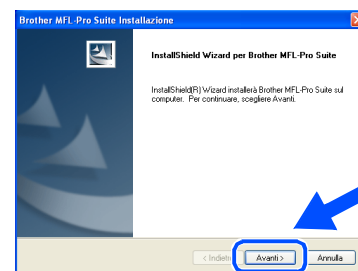 Brother MFL-Pro Suite Installazione
InstallShield Wizard per Brother MFL-Pro Suite
InstallShield(R) Wizard installerà Brother MFL-Pro Suite sul
computer. Per continuare, scegliere Avanti.
Avanti > Annulla